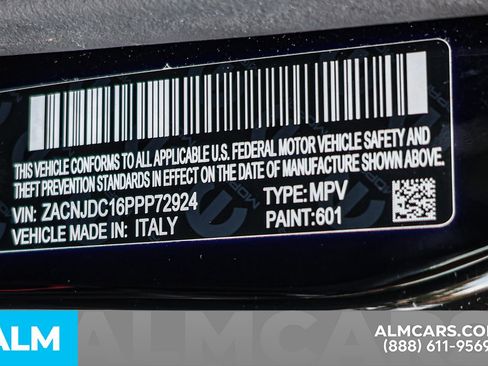 THIS VEHICLE CONFORMS TO ALL APPLICABLE U.S. FEDERAL MOTOR VEHICLE SAFETY AND
THEFT PREVENTION STANDARDS IN EFFECT ON THE DATE OF MANUFACTURE SHOWN ABOVE.
VIN: ZACNJDC16PPP72924 TYPE: MPV
VEHICLE MADE IN: ITALY PAINT: 601
ALM
ALMCARS
ALMCARS.CO
(888) 611-9569